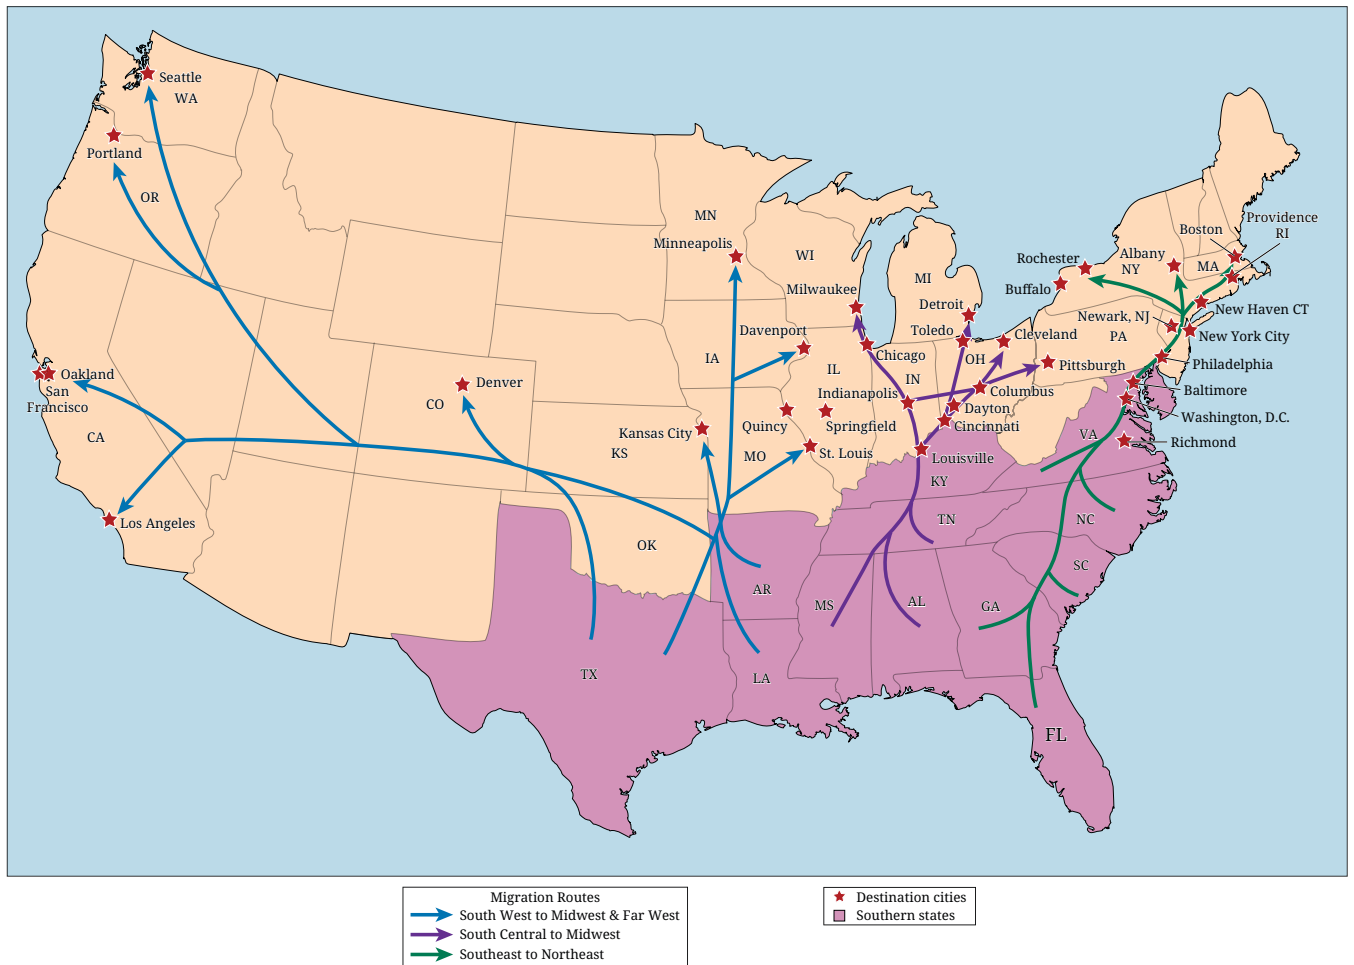 Seattle
WA
Portland
OR
Oakland
San
Francisco
CA
Los Angeles
Denver
CO
MN
Minneapolis
WI
Milwaukee
Davenport
IA
IL
Chicago
Kansas City
KS
Quincy
Springfield
MO
St. Louis
OK
MI
Detroit
Toledo
Cleveland
OH
Indianapolis
IN
Columbus
Dayton
Cincinnati
Louisville
KY
Pittsburgh
PA
Rochester
Buffalo
Albany
NY
Boston
MA
Providence
RI
New Haven CT
Newark, NJ
New York City
Philadelphia
Baltimore
Washington, D.C.
VA
Richmond
TN
NC
SC
AR
MS
AL
GA
TX
LA
FL
Migration Routes
South West to Midwest & Far West
South Central to Midwest
Southeast to Northeast
Destination cities
Southern states